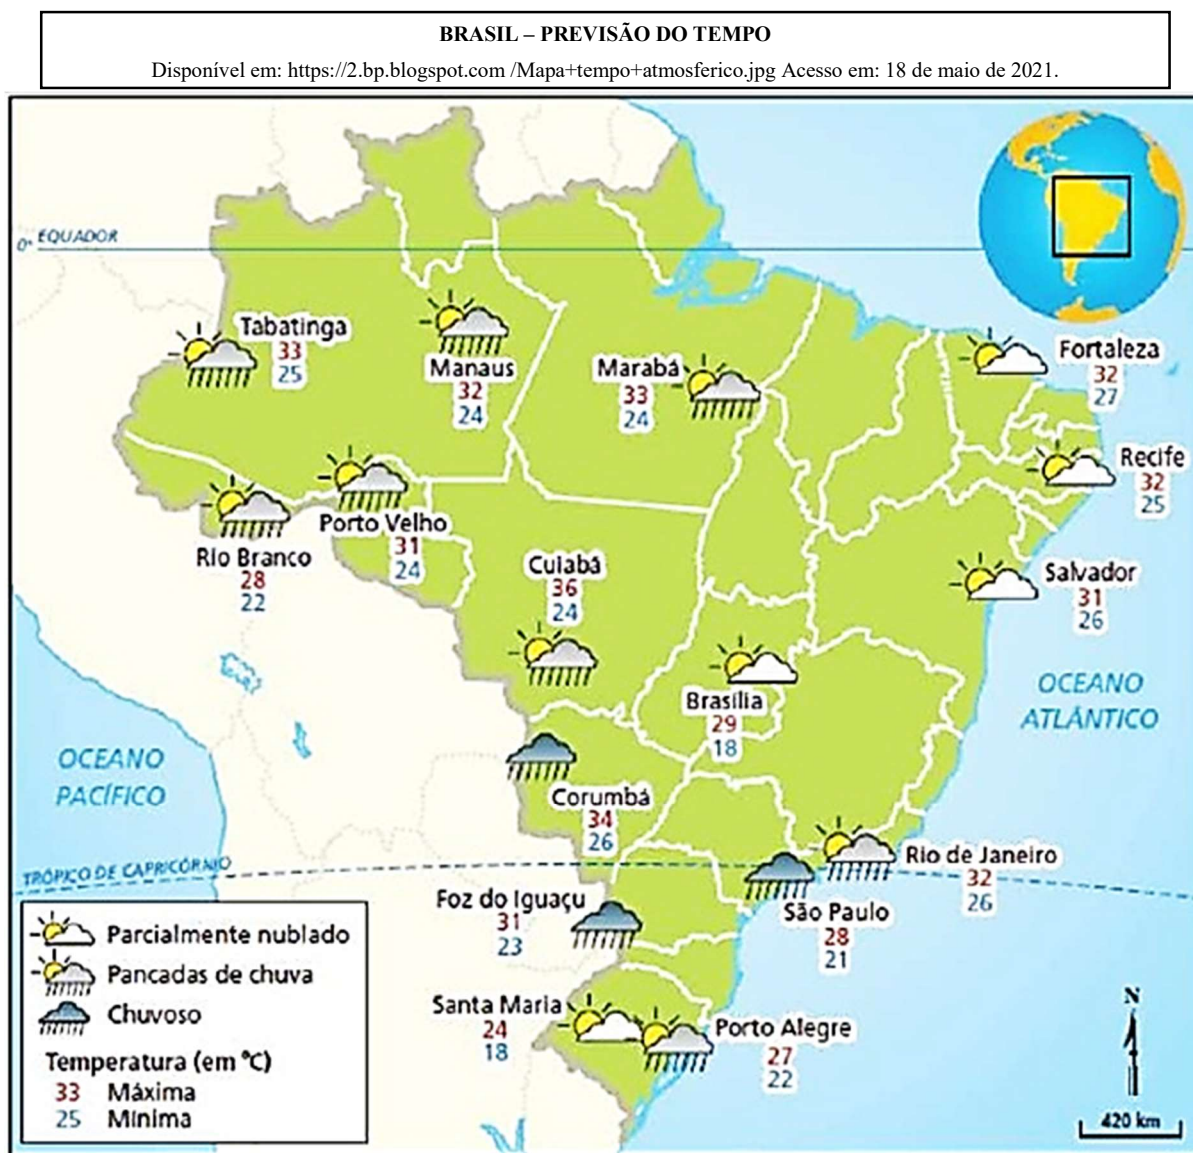 BRASIL – PREVISÃO DO TEMPO
Disponível em: https://2.bp.blogspot.com /Mapa+tempo+atmosferico.jpg Acesso em: 18 de maio de 2021.
0° EQUADOR
Tabatinga
33
25
Manaus
32
24
Marabá
33
24
Fortaleza
32
27
Recife
32
25
Porto Velho
31
24
Rio Branco
28
22
Cuiabá
36
24
Salvador
31
26
Brasília
29
18
OCEANO
ATLÂNTICO
OCEANO
PACÍFICO
Corumbá
34
26
TRÓPICO DE CAPRICÓRNIO
Rio de Janeiro
32
26
Foz do Iguaçu
31
23
São Paulo
28
21
Santa Maria
24
18
Porto Alegre
27
22
Parcialmente nublado
Pancadas de chuva
Chuvoso
Temperatura (em °C)
33 Máxima
25 Mínima
N
420 km